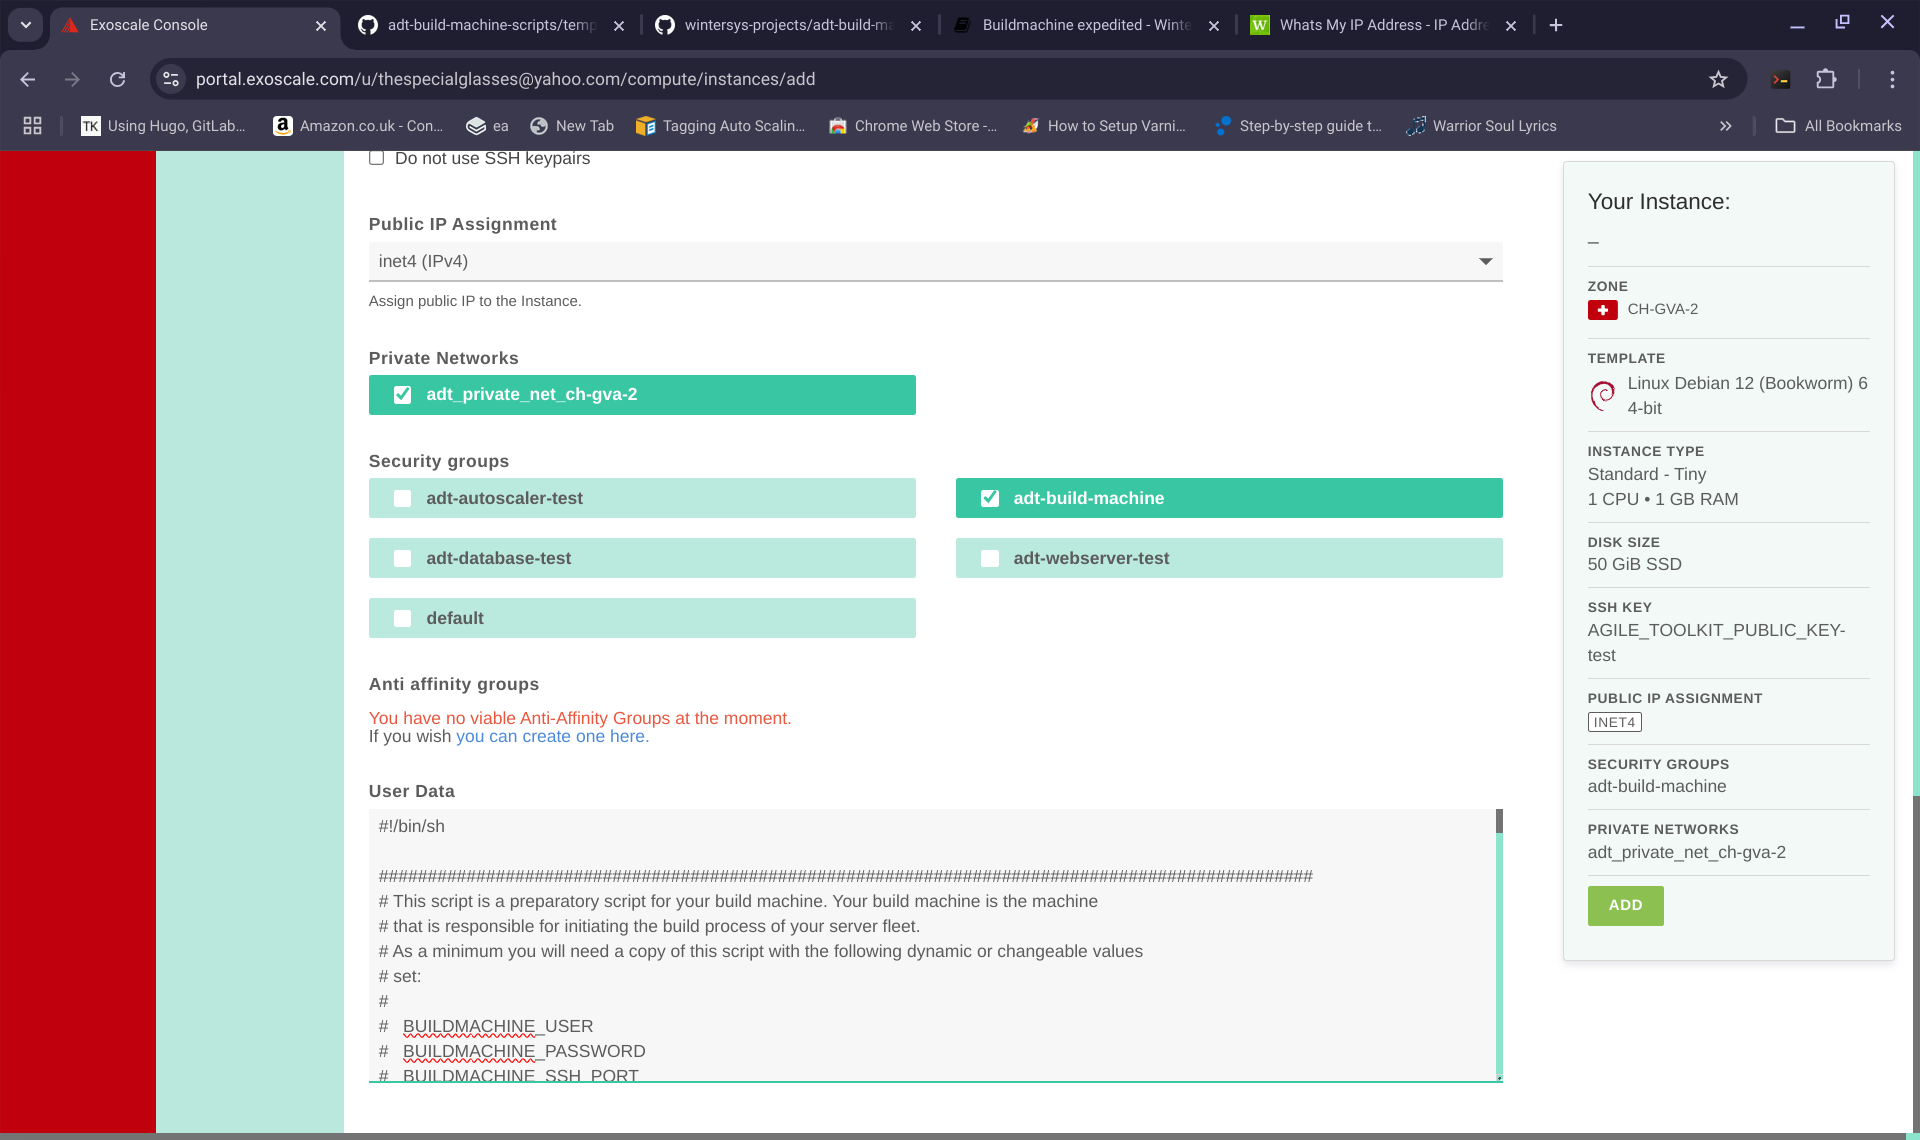 Exoscale Console
adt-build-machine-scripts/temp
wintersys-projects/adt-build-ma
Buildmachine expedited - Winte
Whats My IP Address - IP Addre
portal.exoscale.com/u/thespecialglasses@yahoo.com/compute/instances/add
TK Using Hugo, GitLab...
a Amazon.co.uk - Con...
ea
New Tab
Tagging Auto Scalin...
Chrome Web Store -...
How to Setup Varni...
Step-by-step guide t...
Warrior Soul Lyrics
All Bookmarks
Do not use SSH keypairs
Public IP Assignment
inet4 (IPv4)
Assign public IP to the Instance.
Private Networks
adt_private_net_ch-gva-2
Security groups
adt-autoscaler-test
adt-build-machine
adt-database-test
adt-webserver-test
default
Anti affinity groups
You have no viable Anti-Affinity Groups at the moment.
If you wish you can create one here.
User Data
#!/bin/sh
################################################################################################
# This script is a preparatory script for your build machine. Your build machine is the machine
# that is responsible for initiating the build process of your server fleet.
# As a minimum you will need a copy of this script with the following dynamic or changeable values
# set:
#
# BUILDMACHINE_USER
# BUILDMACHINE_PASSWORD
# BUILDMACHINE_SSH_PORT
Your Instance:
–
ZONE
CH-GVA-2
TEMPLATE
Linux Debian 12 (Bookworm) 6
4-bit
INSTANCE TYPE
Standard - Tiny
1 CPU • 1 GB RAM
DISK SIZE
50 GiB SSD
SSH KEY
AGILE_TOOLKIT_PUBLIC_KEY-
test
PUBLIC IP ASSIGNMENT
INET4
SECURITY GROUPS
adt-build-machine
PRIVATE NETWORKS
adt_private_net_ch-gva-2
ADD